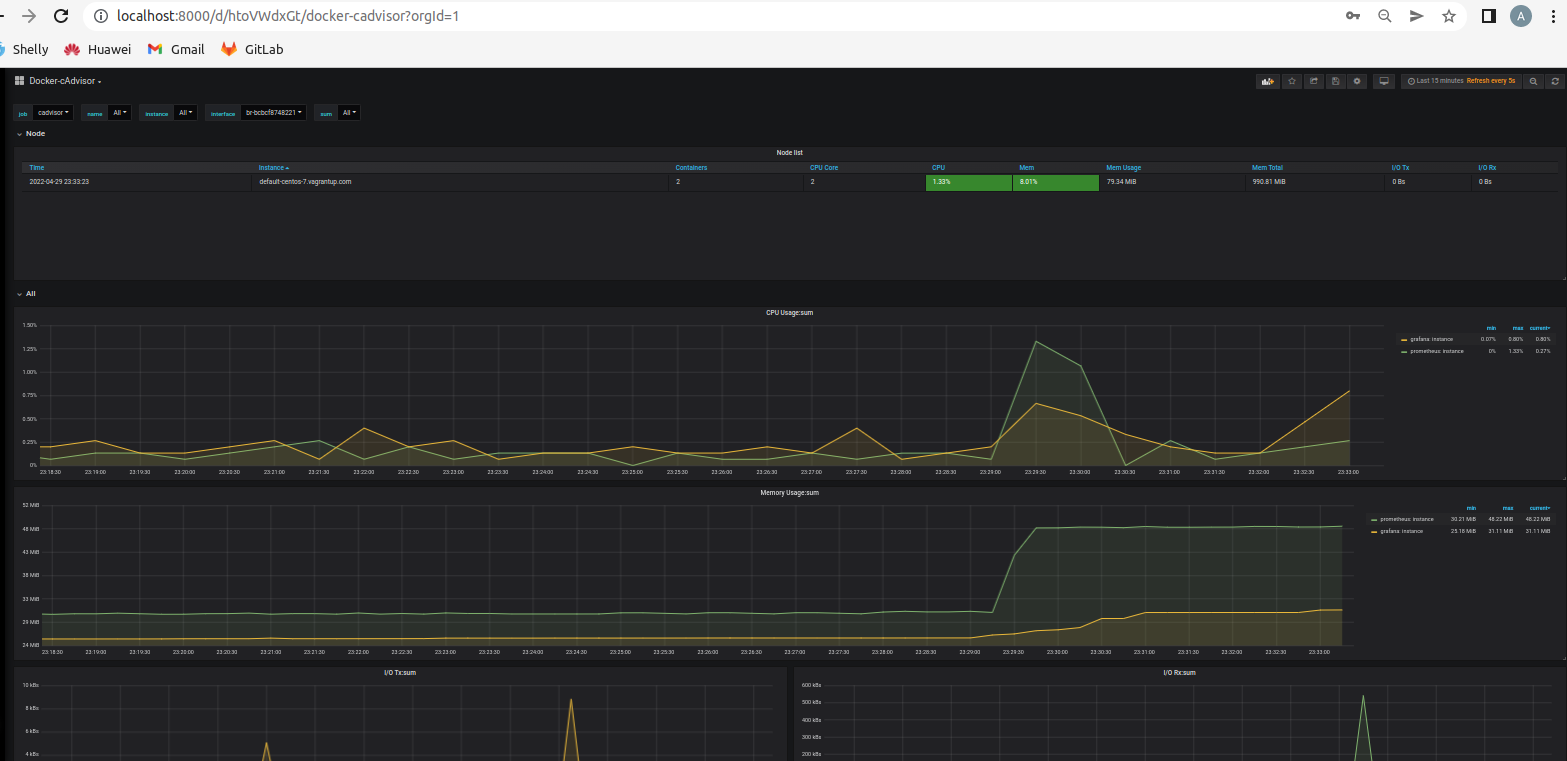 localhost:8000/d/htoVWdxGt/docker-cadvisor?orgId=1
A
Shelly Huawei Gmail GitLab
Docker-cAdvisor
Last 15 minutes Refresh every 5s
job cadvisor name All instance All interface br-bcbcf8748221 sum All
Node
Node list
Time Instance Containers CPU Core CPU Mem Mem Usage Mem Total I/O Tx I/O Rx
2022-04-29 23:33:23 default-centos-7.vagrantup.com 2 2 1.33% 8.01% 79.34 MiB 990.81 MiB 0 Bs 0 Bs
All
CPU Usage:sum
1.50%
1.25%
1.00%
0.75%
0.50%
0.25%
0%
23:18:30 23:19:00 23:19:30 23:20:00 23:20:30 23:21:00 23:21:30 23:22:00 23:22:30 23:23:00 23:23:30 23:24:00 23:24:30 23:25:00 23:25:30 23:26:00 23:26:30 23:27:00 23:27:30 23:28:00 23:28:30 23:29:00 23:29:30 23:30:00 23:30:30 23:31:00 23:31:30 23:32:00 23:32:30 23:33:00
min max current
grafana: instance 0.07% 0.80% 0.80%
prometheus: instance 0% 1.33% 0.27%
Memory Usage:sum
52 MiB
48 MiB
43 MiB
38 MiB
33 MiB
29 MiB
24 MiB
23:18:30 23:19:00 23:19:30 23:20:00 23:20:30 23:21:00 23:21:30 23:22:00 23:22:30 23:23:00 23:23:30 23:24:00 23:24:30 23:25:00 23:25:30 23:26:00 23:26:30 23:27:00 23:27:30 23:28:00 23:28:30 23:29:00 23:29:30 23:30:00 23:30:30 23:31:00 23:31:30 23:32:00 23:32:30 23:33:00
min max current
prometheus: instance 30.21 MiB 48.22 MiB 48.22 MiB
grafana: instance 25.18 MiB 31.11 MiB 31.11 MiB
I/O Tx:sum
10 kBs
8 kBs
6 kBs
4 kBs
I/O Rx:sum
600 kBs
500 kBs
400 kBs
300 kBs
200 kBs